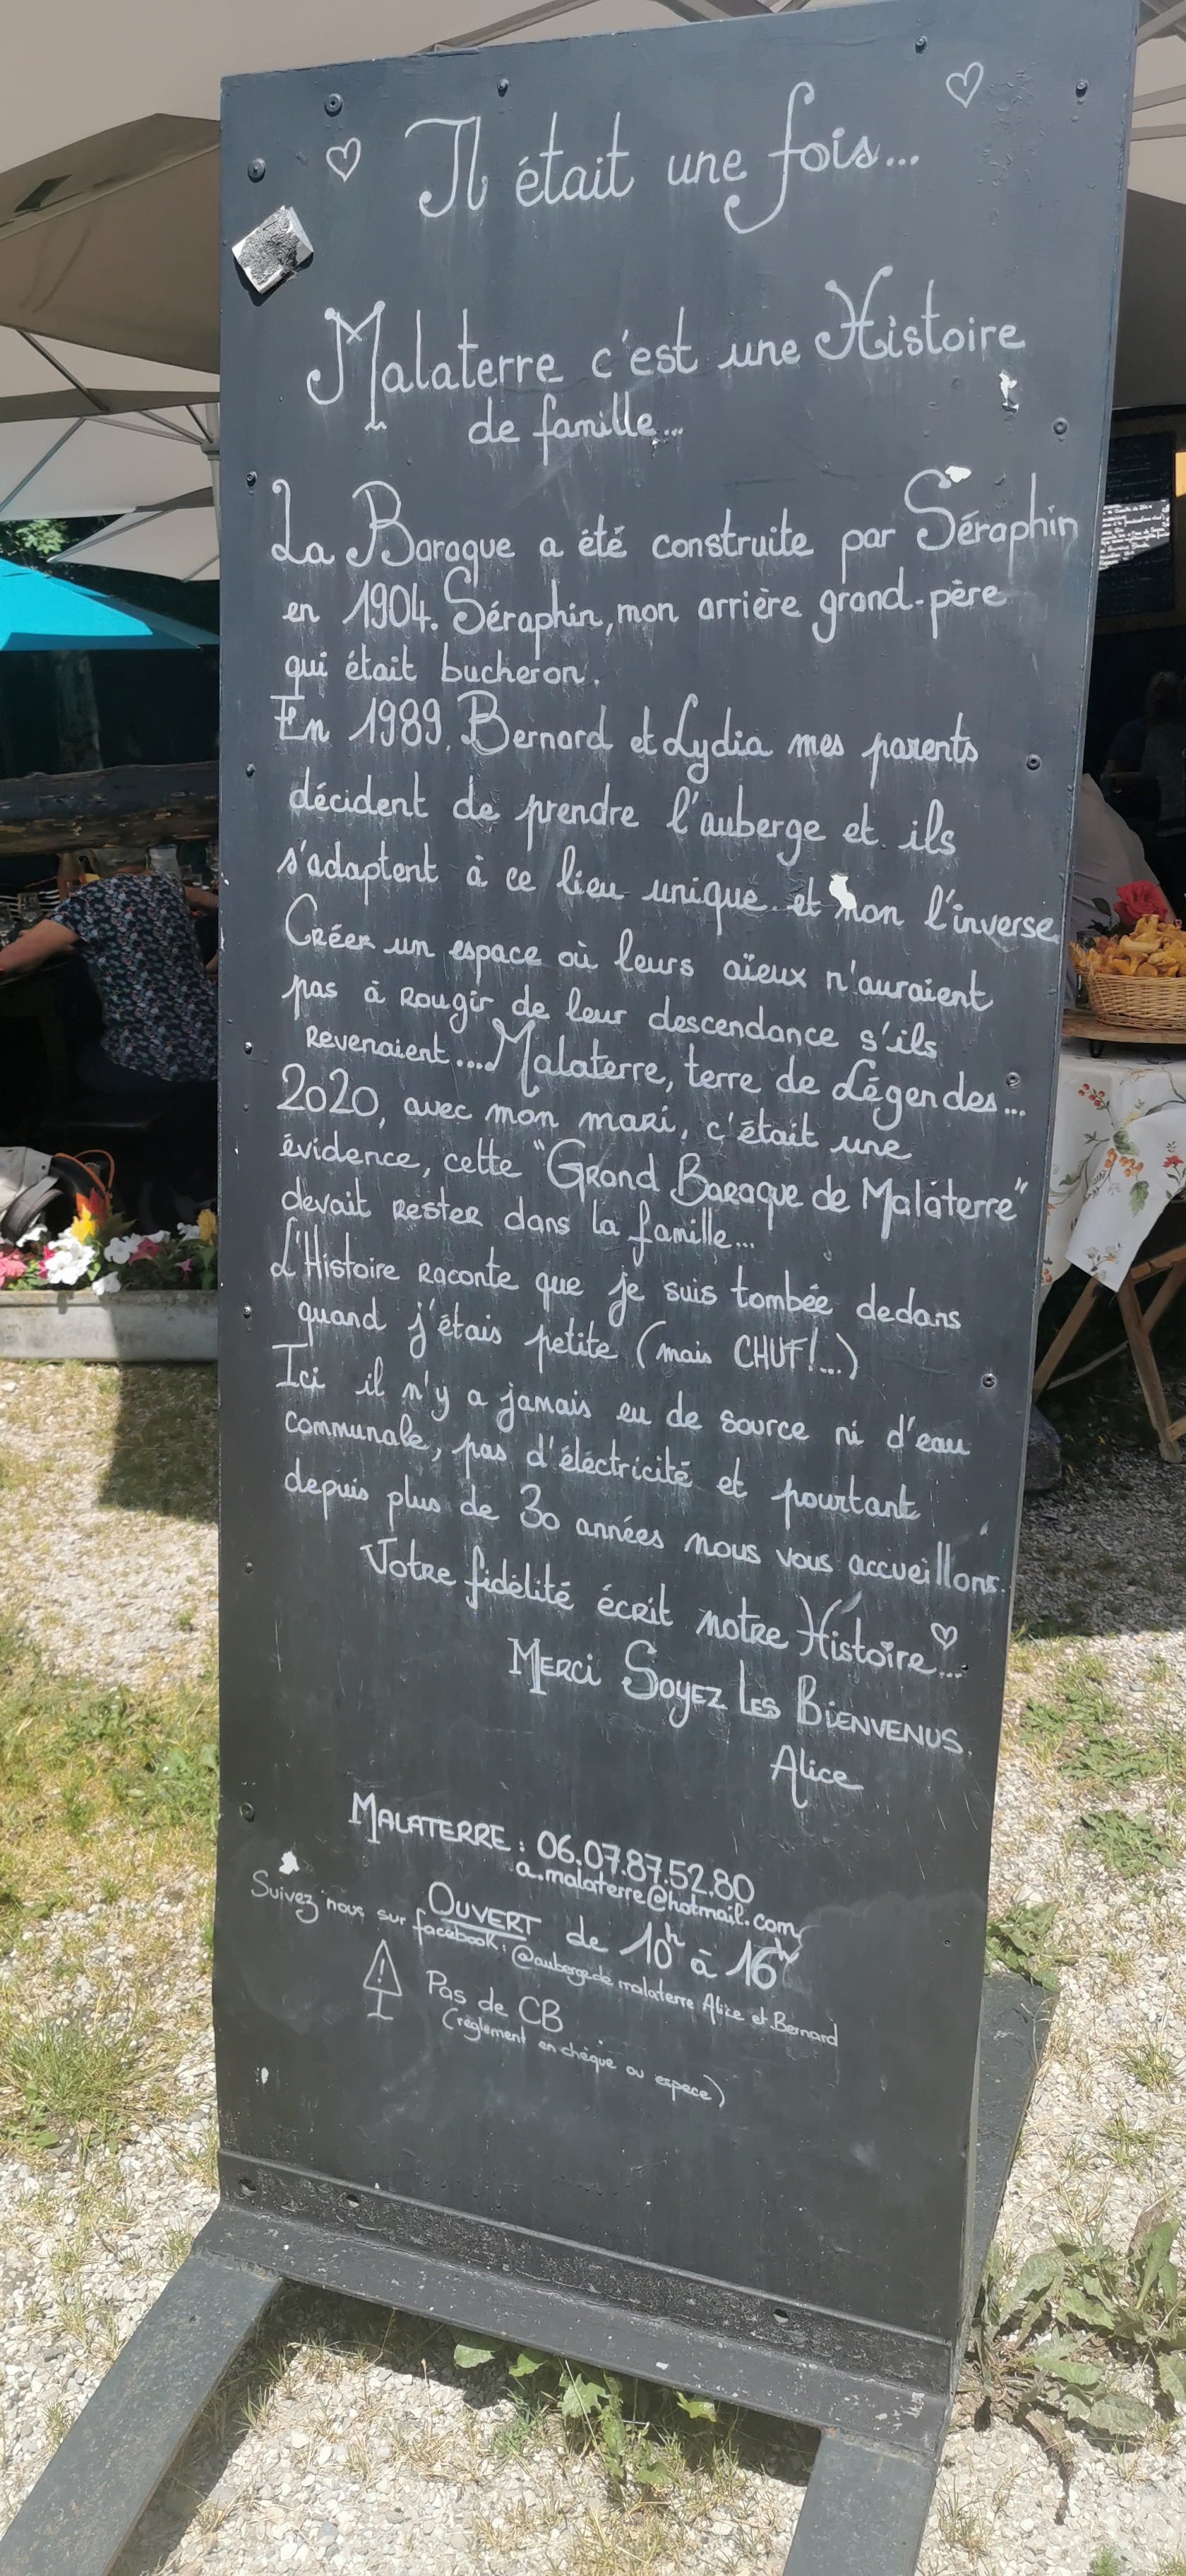 Il était une fois...
Malaterre c'est une Histoire
de famille...
La Baraque a été construite par Séraphin
en 1904. Séraphin, mon arrière grand-père
qui était bucheron.
En 1989, Bernard et Lydia mes parents
décident de prendre l'auberge et ils
s'adaptent à ce lieu unique et non l'inverse
Créer un espace où leurs aïeux n'auraient
pas à rougir de leur descendance s'ils
revenaient.... Malaterre, terre de Légendes...
2020, avec mon mari, c'était une
évidence, cette "Grand Baraque de Malaterre"
devait rester dans la famille...
L'Histoire raconte que je suis tombée dedans
quand j'étais petite (mais CHUT!...)
Ici il n'y a jamais eu de source ni d'eau
communale, pas d'éléctricité et pourtant
depuis plus de 30 années nous vous accueillons.
Votre fidélité écrit notre Histoire...
MERCI SOYEZ LES BIENVENUS.
Alice
MALATERRE : 06.07.87.52.80
a.malaterre@hotmail.com
OUVERT de 10h à 16h
Suivez nous sur facebook : @auberge de malaterre Alice et Bernard
! Pas de CB
(règlement en chèque ou espece)